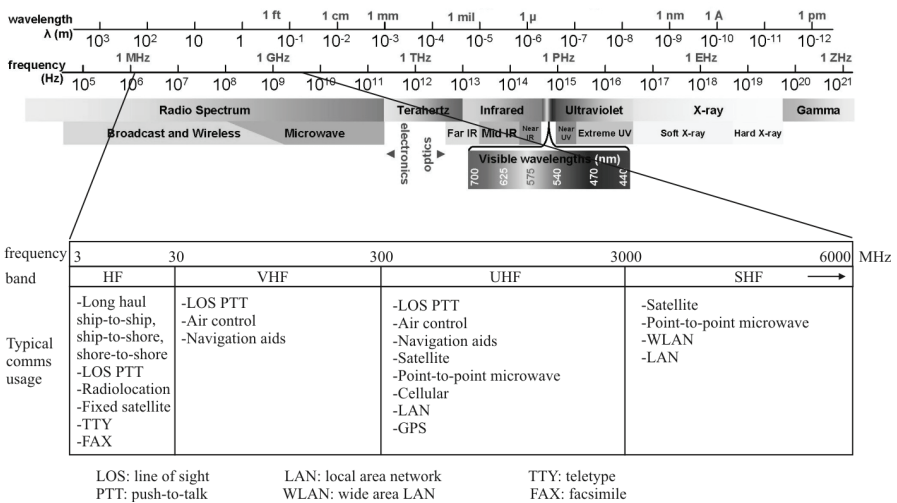 wavelength 1 ft 1 cm 1 mm 1 mil 1 µ 1 nm 1 A 1 pm
λ (m) 10³ 10² 10 1 10⁻¹ 10⁻² 10⁻³ 10⁻⁴ 10⁻⁵ 10⁻⁶ 10⁻⁷ 10⁻⁸ 10⁻⁹ 10⁻¹⁰ 10⁻¹¹ 10⁻¹²
frequency 1 MHz 1 GHz 1 THz 1 PHz 1 EHz 1 ZHz
(Hz) 10⁵ 10⁶ 10⁷ 10⁸ 10⁹ 10¹⁰ 10¹¹ 10¹² 10¹³ 10¹⁴ 10¹⁵ 10¹⁶ 10¹⁷ 10¹⁸ 10¹⁹ 10²⁰ 10²¹
Radio Spectrum Terahertz Infrared Ultraviolet X-ray Gamma
Broadcast and Wireless Microwave electronics optics Far IR Mid IR Near IR Near UV Extreme UV Soft X-ray Hard X-ray
Visible wavelengths (nm)
700 625 575 540 470 440
frequency 3 30 300 3000 6000 MHz
band HF VHF UHF SHF
Typical
comms
usage
-Long haul
ship-to-ship,
ship-to-shore,
shore-to-shore
-LOS PTT
-Radiolocation
-Fixed satellite
-TTY
-FAX
-LOS PTT
-Air control
-Navigation aids
-LOS PTT
-Air control
-Navigation aids
-Satellite
-Point-to-point microwave
-Cellular
-LAN
-GPS
-Satellite
-Point-to-point microwave
-WLAN
-LAN
LOS: line of sight LAN: local area network TTY: teletype
PTT: push-to-talk WLAN: wide area LAN FAX: facsimile